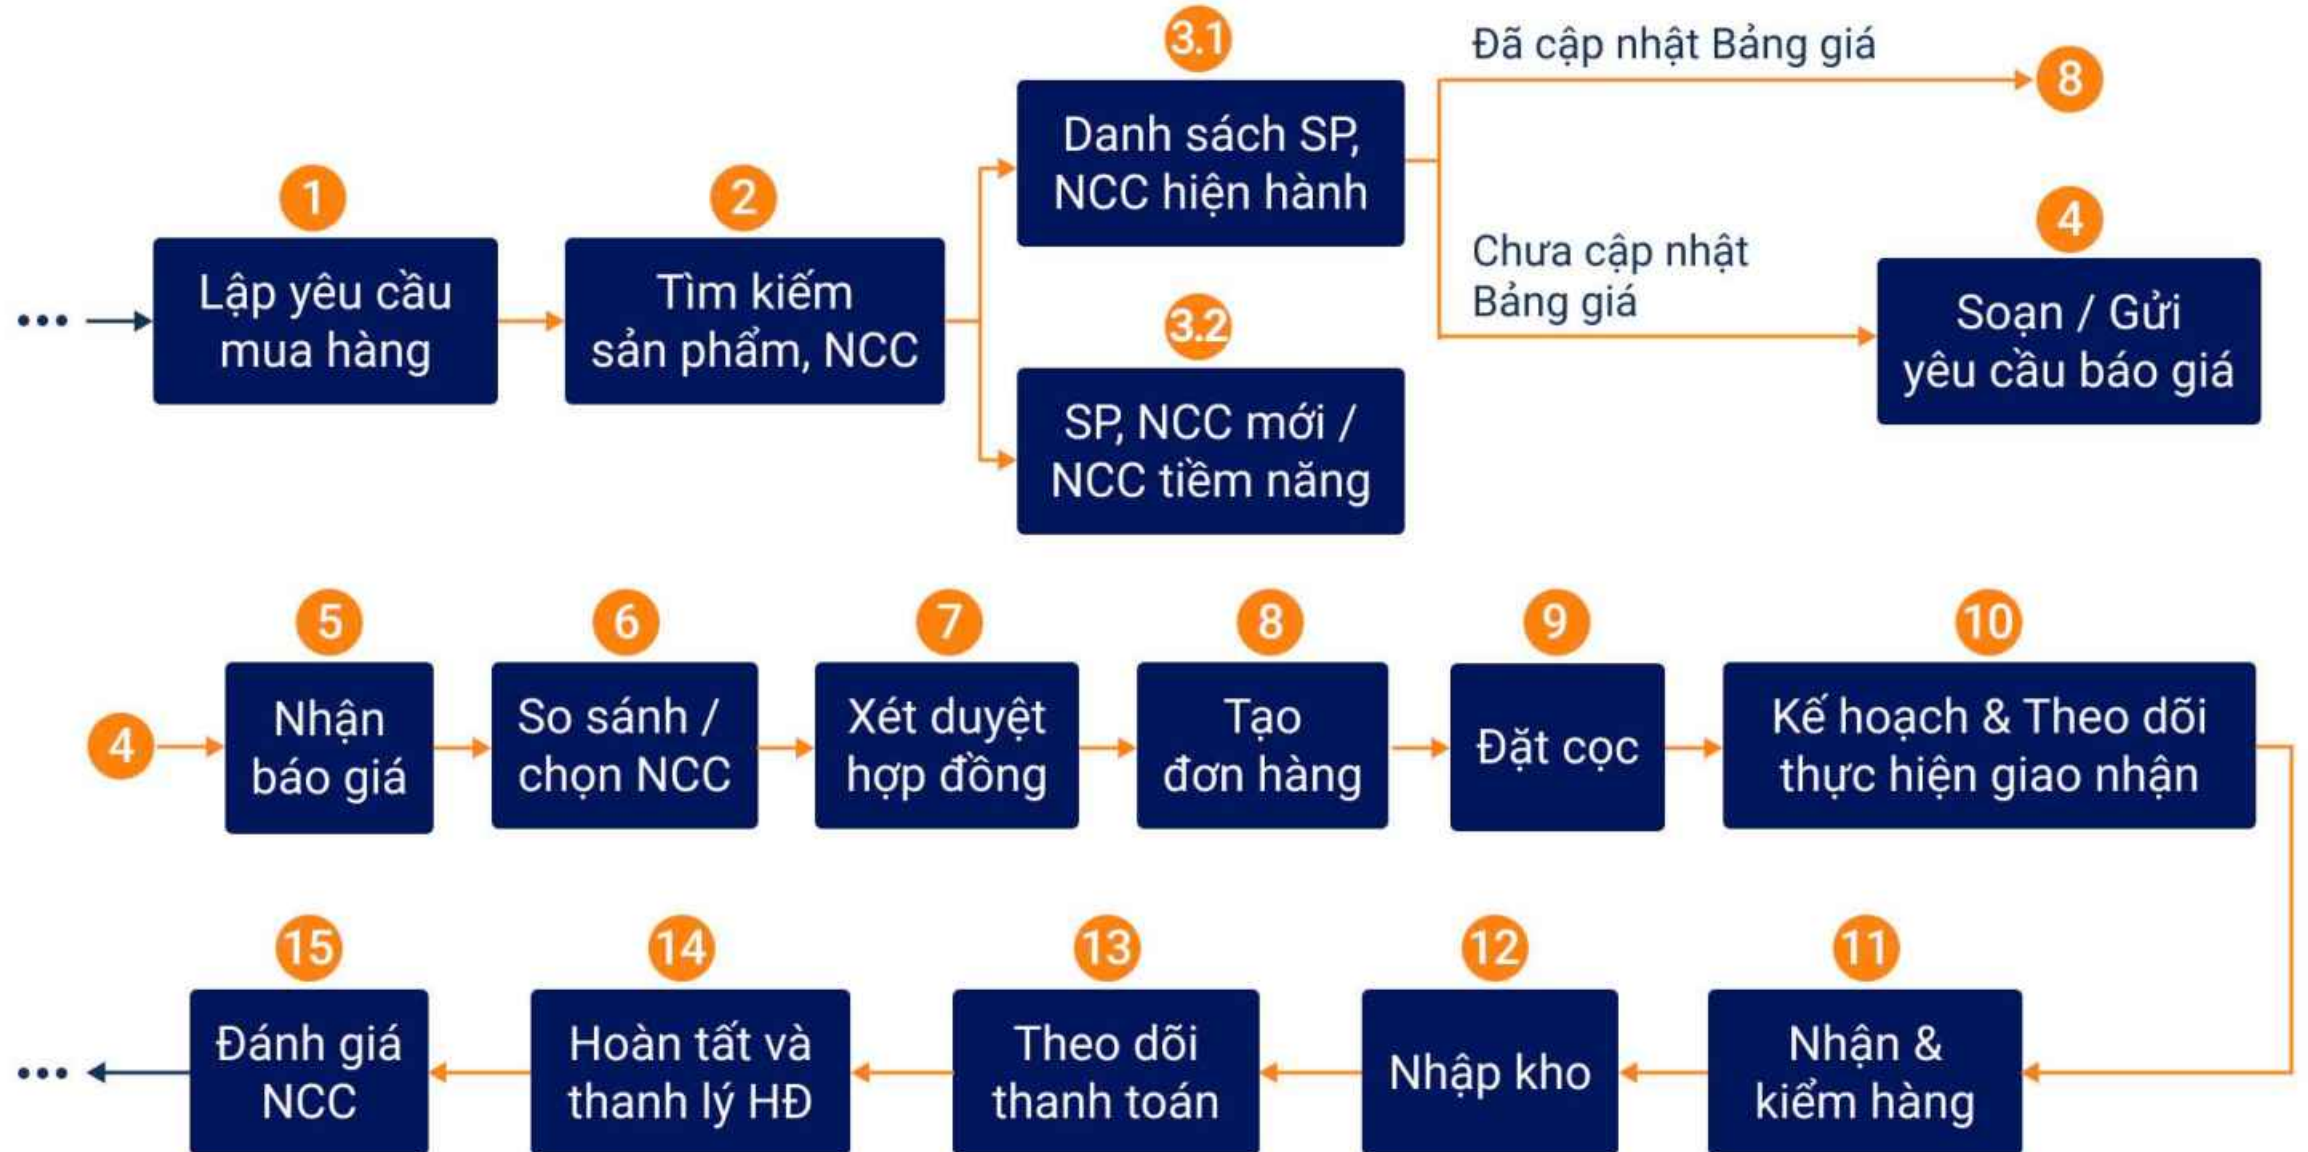 3.1
Đã cập nhật Bảng giá
8
Danh sách SP,
NCC hiện hành
1
2
4
Lập yêu cầu
mua hàng
Tìm kiếm
sản phẩm, NCC
Chưa cập nhật
Bảng giá
Soạn / Gửi
yêu cầu báo giá
3.2
SP, NCC mới /
NCC tiềm năng
5
6
7
8
9
10
4
Nhận
báo giá
So sánh /
chọn NCC
Xét duyệt
hợp đồng
Tạo
đơn hàng
Đặt cọc
Kế hoạch & Theo dõi
thực hiện giao nhận
15
14
13
12
11
Đánh giá
NCC
Hoàn tất và
thanh lý HĐ
Theo dõi
thanh toán
Nhập kho
Nhận &
kiểm hàng